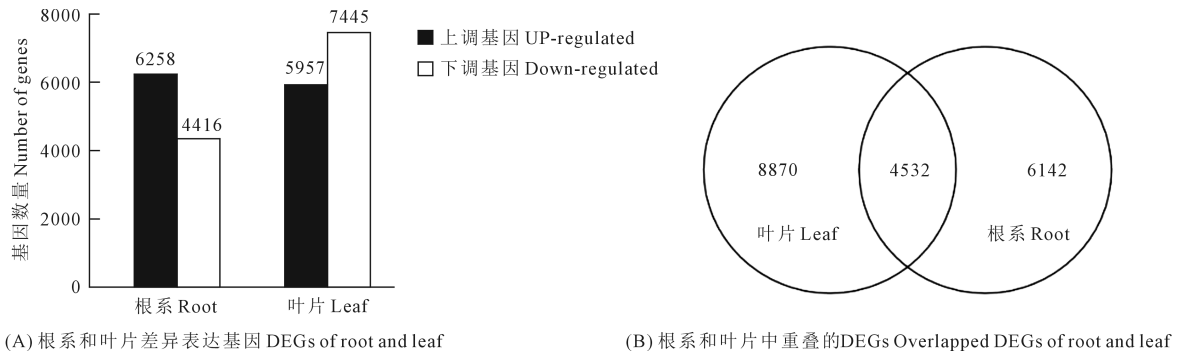 8000
6000
4000
2000
0
基因数量 Number of genes
6258
4416
5957
7445
根系 Root
叶片 Leaf
上调基因 UP-regulated
下调基因 Down-regulated
(A) 根系和叶片差异表达基因 DEGs of root and leaf
8870
4532
6142
叶片 Leaf
根系 Root
(B) 根系和叶片中重叠的DEGs Overlapped DEGs of root and leaf